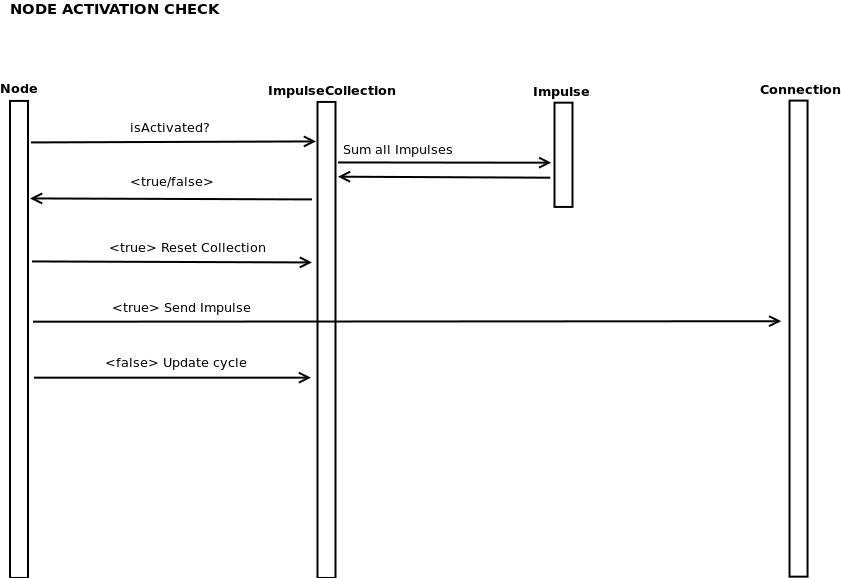 NODE ACTIVATION CHECK
Node
ImpulseCollection
Impulse
Connection
isActivated?
Sum all Impulses
<true/false>
<true> Reset Collection
<true> Send Impulse
<false> Update cycle